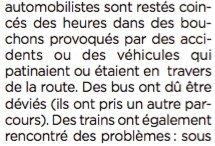 automobilistes sont restés coin-
cés des heures dans des bou-
chons provoqués par des acci-
dents ou des véhicules qui
patinaient ou étaient en travers
de la route. Des bus ont dû être
déviés (ils ont pris un autre par-
cours). Des trains ont également
rencontré des problèmes : sous